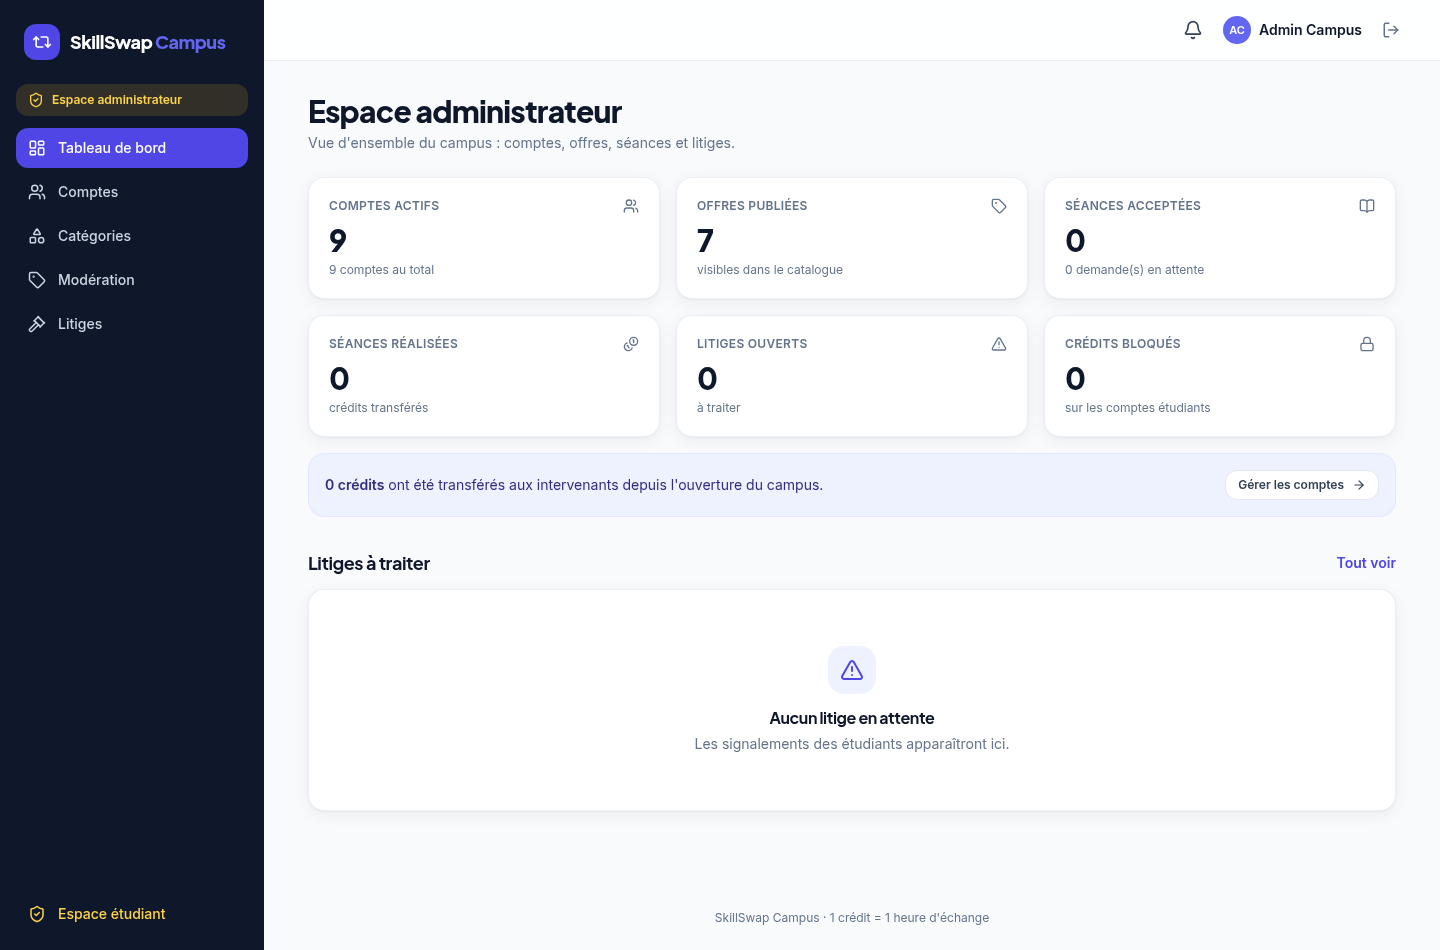 SkillSwap Campus
Espace administrateur
Tableau de bord
Comptes
Catégories
Modération
Litiges
Espace étudiant
AC Admin Campus
Espace administrateur
Vue d'ensemble du campus : comptes, offres, séances et litiges.
COMPTES ACTIFS
9
9 comptes au total
OFFRES PUBLIÉES
7
visibles dans le catalogue
SÉANCES ACCEPTÉES
0
0 demande(s) en attente
SÉANCES RÉALISÉES
0
crédits transférés
LITIGES OUVERTS
0
à traiter
CRÉDITS BLOQUÉS
0
sur les comptes étudiants
0 crédits ont été transférés aux intervenants depuis l'ouverture du campus.
Gérer les comptes
Litiges à traiter
Tout voir
Aucun litige en attente
Les signalements des étudiants apparaîtront ici.
SkillSwap Campus · 1 crédit = 1 heure d'échange